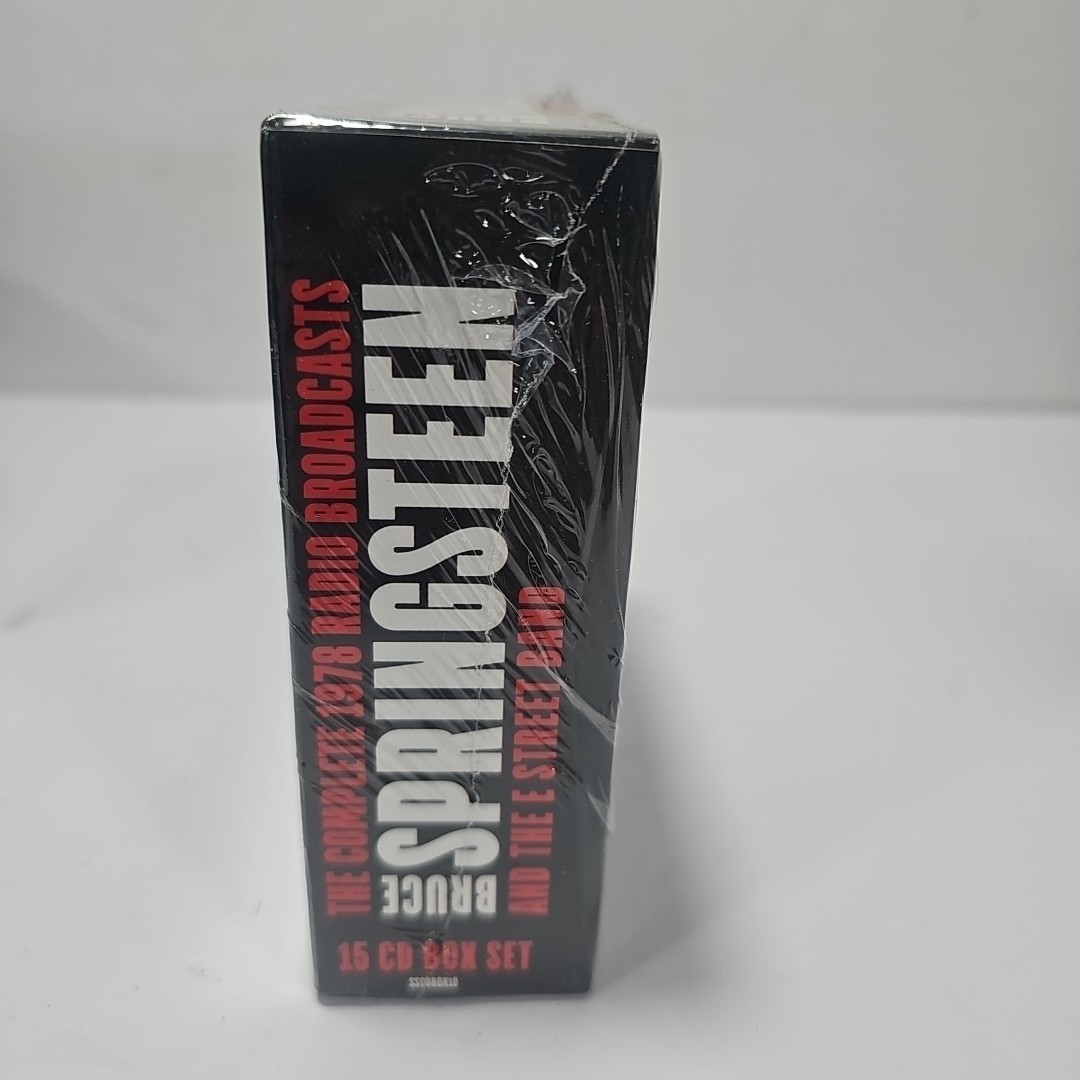 THE COMPLETE 1978 RADIO BROADCASTS
BRUCE SPRINGSTEEN
AND THE E STREET BAND
15 CD BOX SET